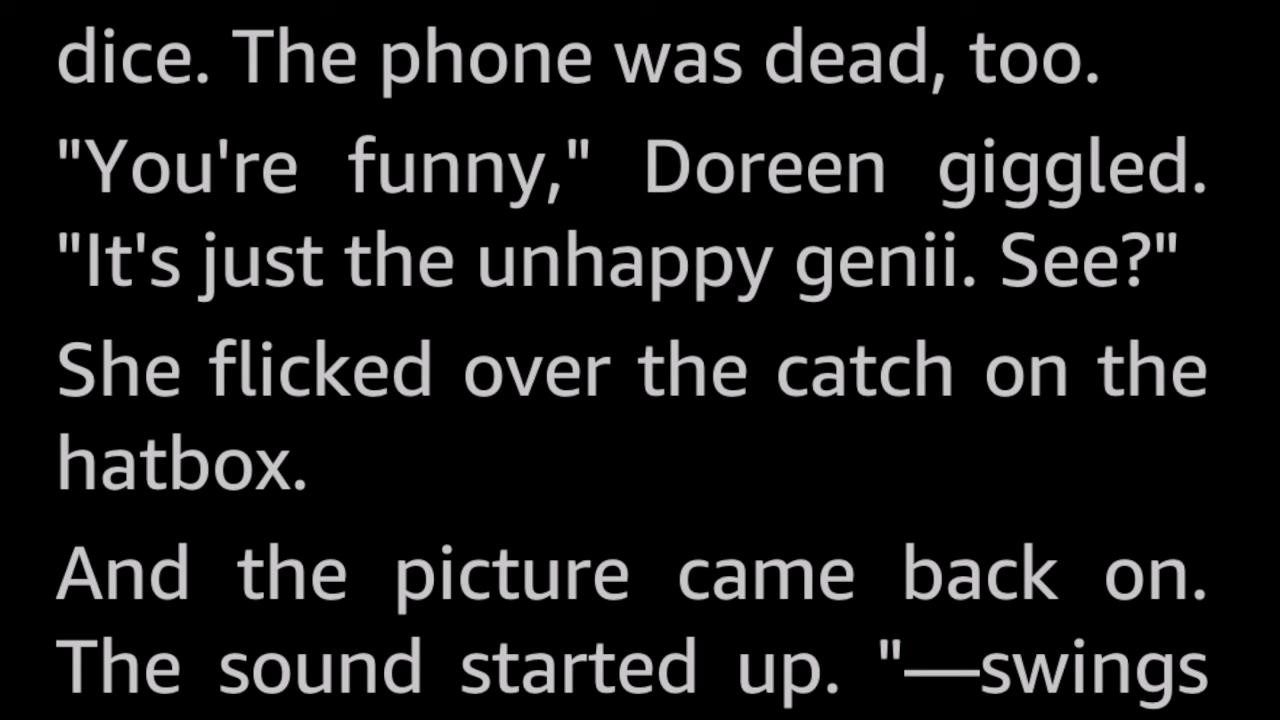 dice. The phone was dead, too.
"You're funny," Doreen giggled.
"It's just the unhappy genii. See?"
She flicked over the catch on the
hatbox.
And the picture came back on.
The sound started up. "—swings